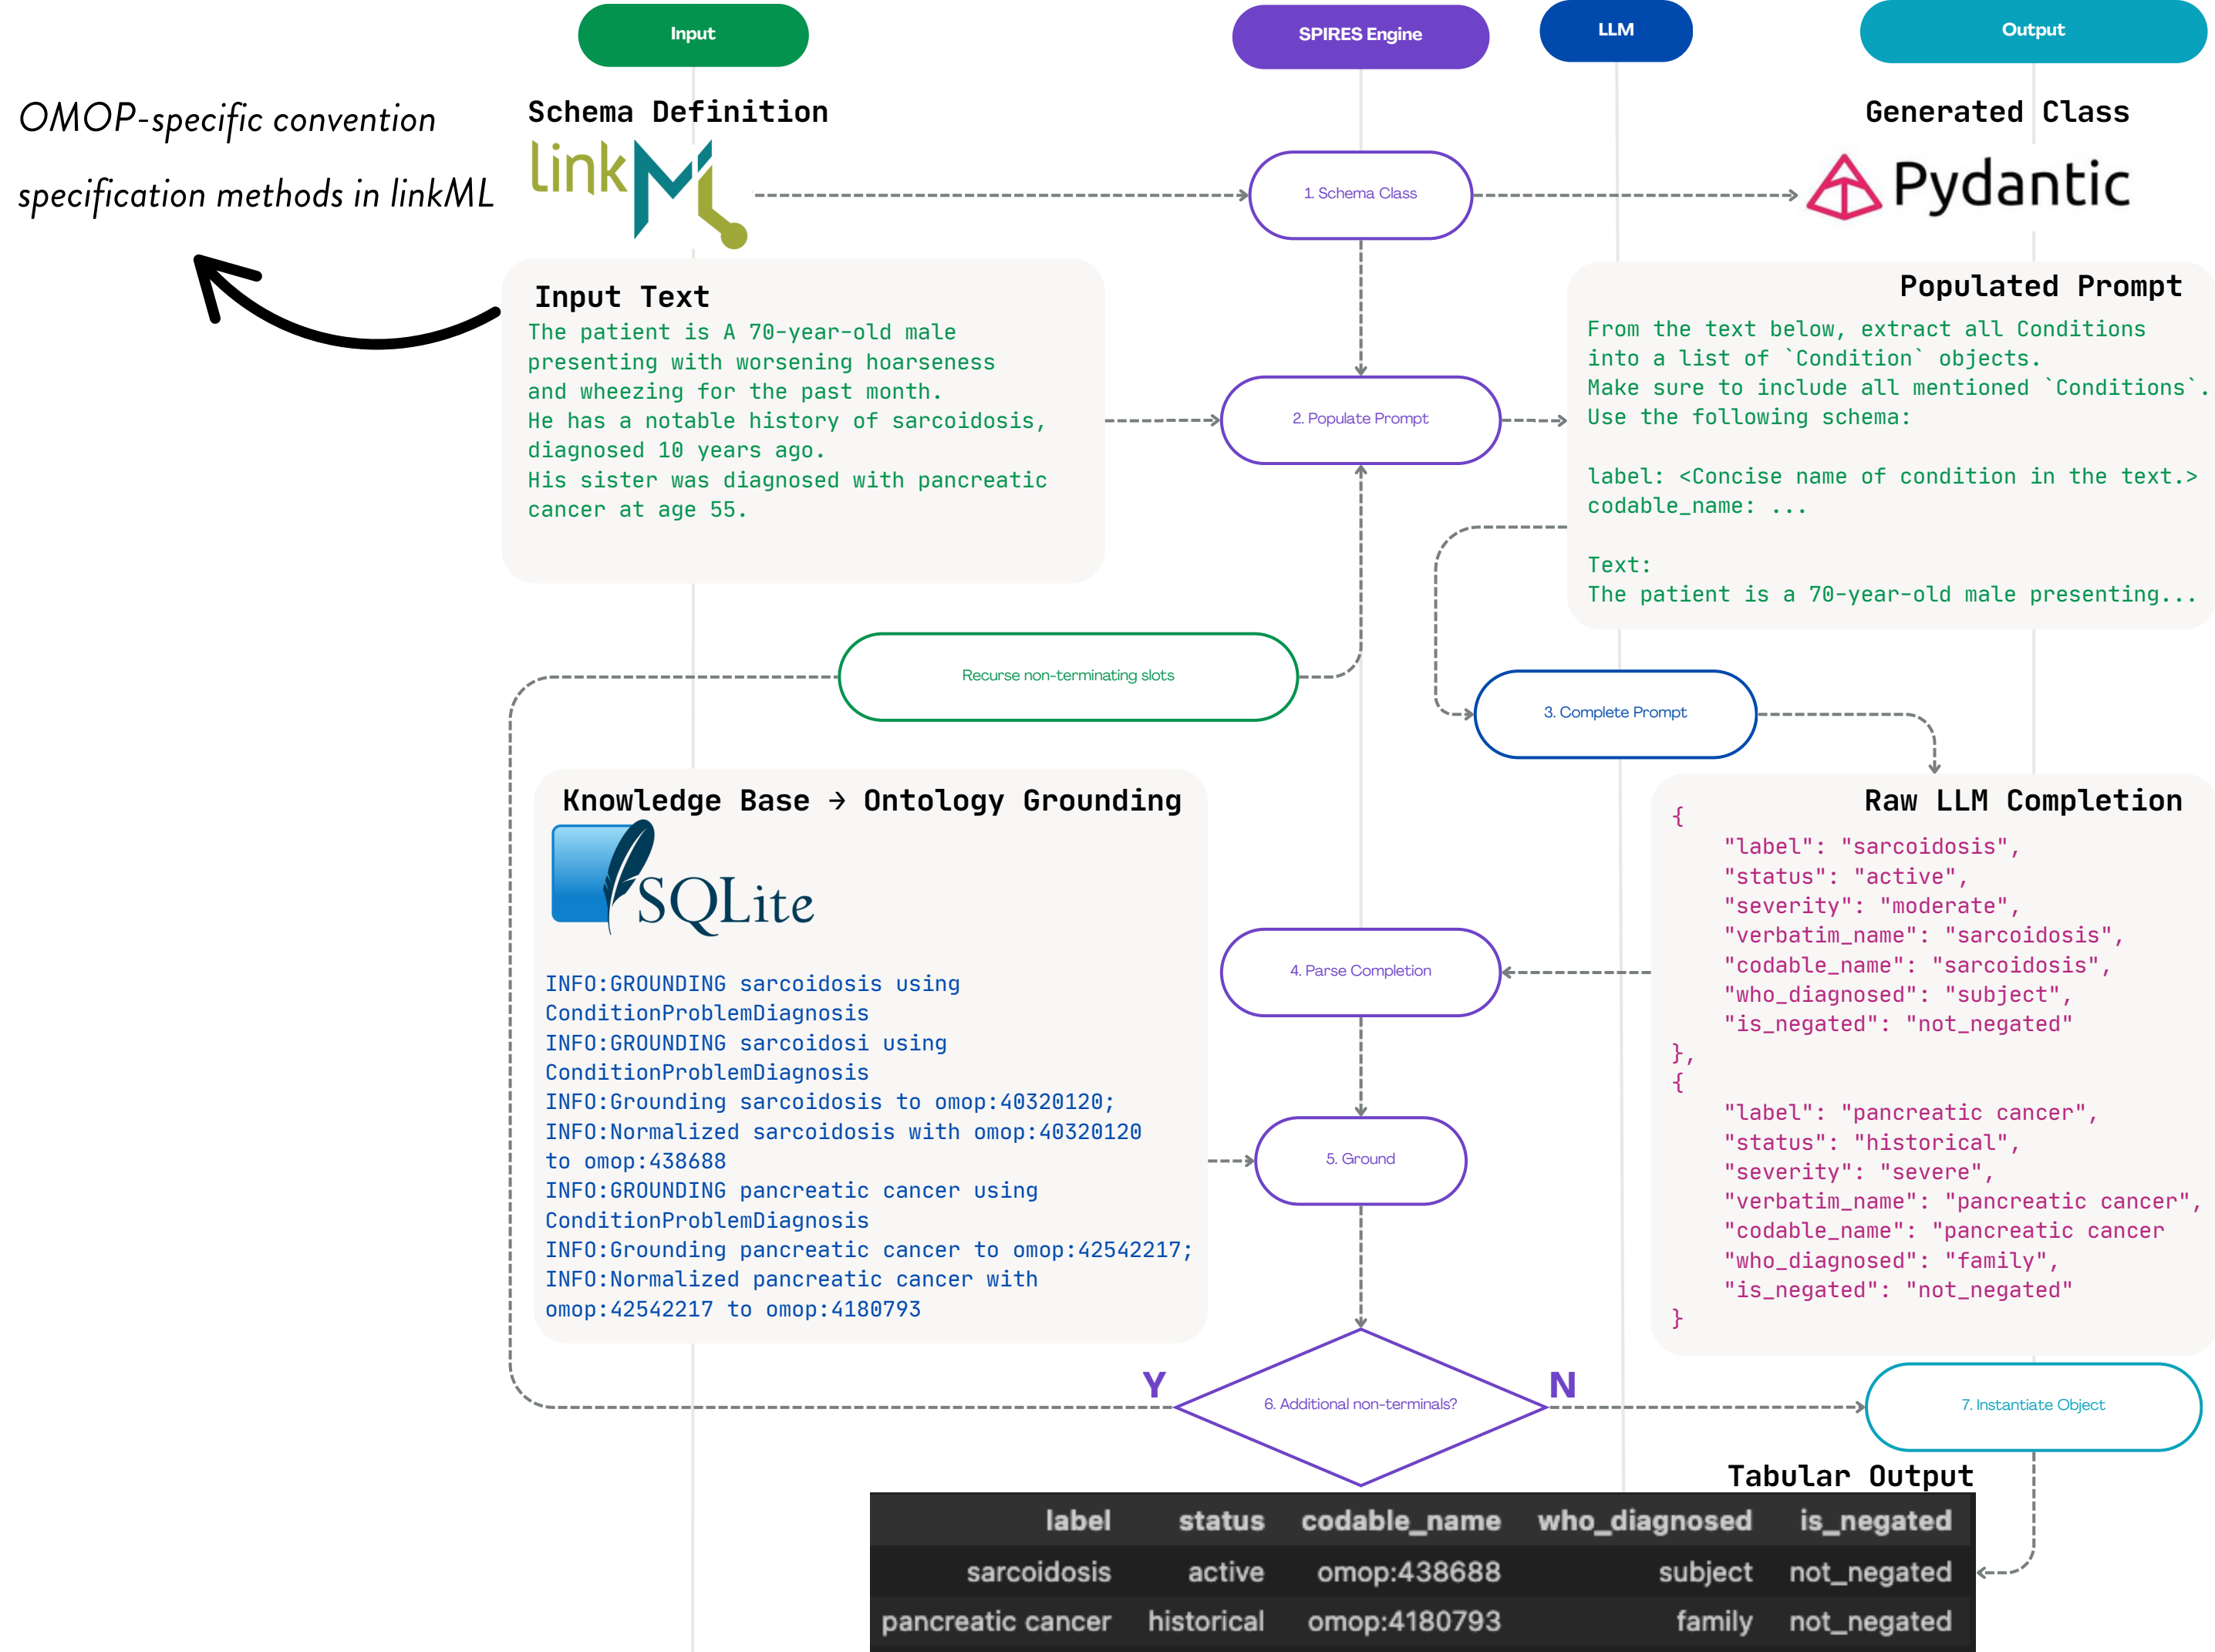 Input
SPIRES Engine
LLM
Output
OMOP-specific convention
specification methods in linkML
Schema Definition
linkML
1. Schema Class
Generated Class
Pydantic
Input Text
The patient is A 70-year-old male
presenting with worsening hoarseness
and wheezing for the past month.
He has a notable history of sarcoidosis,
diagnosed 10 years ago.
His sister was diagnosed with pancreatic
cancer at age 55.
2. Populate Prompt
Populated Prompt
From the text below, extract all Conditions
into a list of `Condition` objects.
Make sure to include all mentioned `Conditions`.
Use the following schema:
label: <Concise name of condition in the text.>
codable_name: ...
Text:
The patient is a 70-year-old male presenting...
Recurse non-terminating slots
3. Complete Prompt
Knowledge Base → Ontology Grounding
SQLite
INFO:GROUNDING sarcoidosis using
ConditionProblemDiagnosis
INFO:GROUNDING sarcoidosi using
ConditionProblemDiagnosis
INFO:Grounding sarcoidosis to omop:40320120;
INFO:Normalized sarcoidosis with omop:40320120
to omop:438688
INFO:GROUNDING pancreatic cancer using
ConditionProblemDiagnosis
INFO:Grounding pancreatic cancer to omop:42542217;
INFO:Normalized pancreatic cancer with
omop:42542217 to omop:4180793
4. Parse Completion
5. Ground
Raw LLM Completion
{
"label": "sarcoidosis",
"status": "active",
"severity": "moderate",
"verbatim_name": "sarcoidosis",
"codable_name": "sarcoidosis",
"who_diagnosed": "subject",
"is_negated": "not_negated"
},
{
"label": "pancreatic cancer",
"status": "historical",
"severity": "severe",
"verbatim_name": "pancreatic cancer",
"codable_name": "pancreatic cancer
"who_diagnosed": "family",
"is_negated": "not_negated"
}
Y
6. Additional non-terminals?
N
7. Instantiate Object
Tabular Output
label status codable_name who_diagnosed is_negated
sarcoidosis active omop:438688 subject not_negated
pancreatic cancer historical omop:4180793 family not_negated